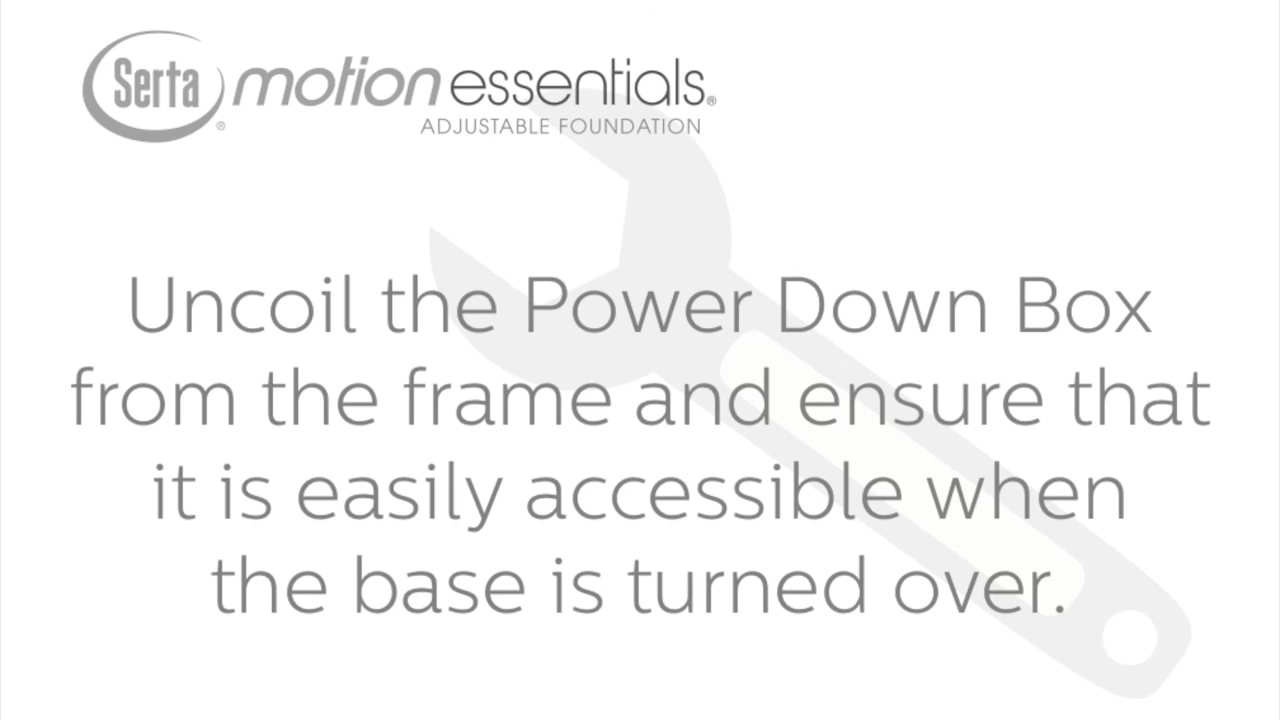 Serta® motion essentials®
ADJUSTABLE FOUNDATION
Uncoil the Power Down Box
from the frame and ensure that
it is easily accessible when
the base is turned over.